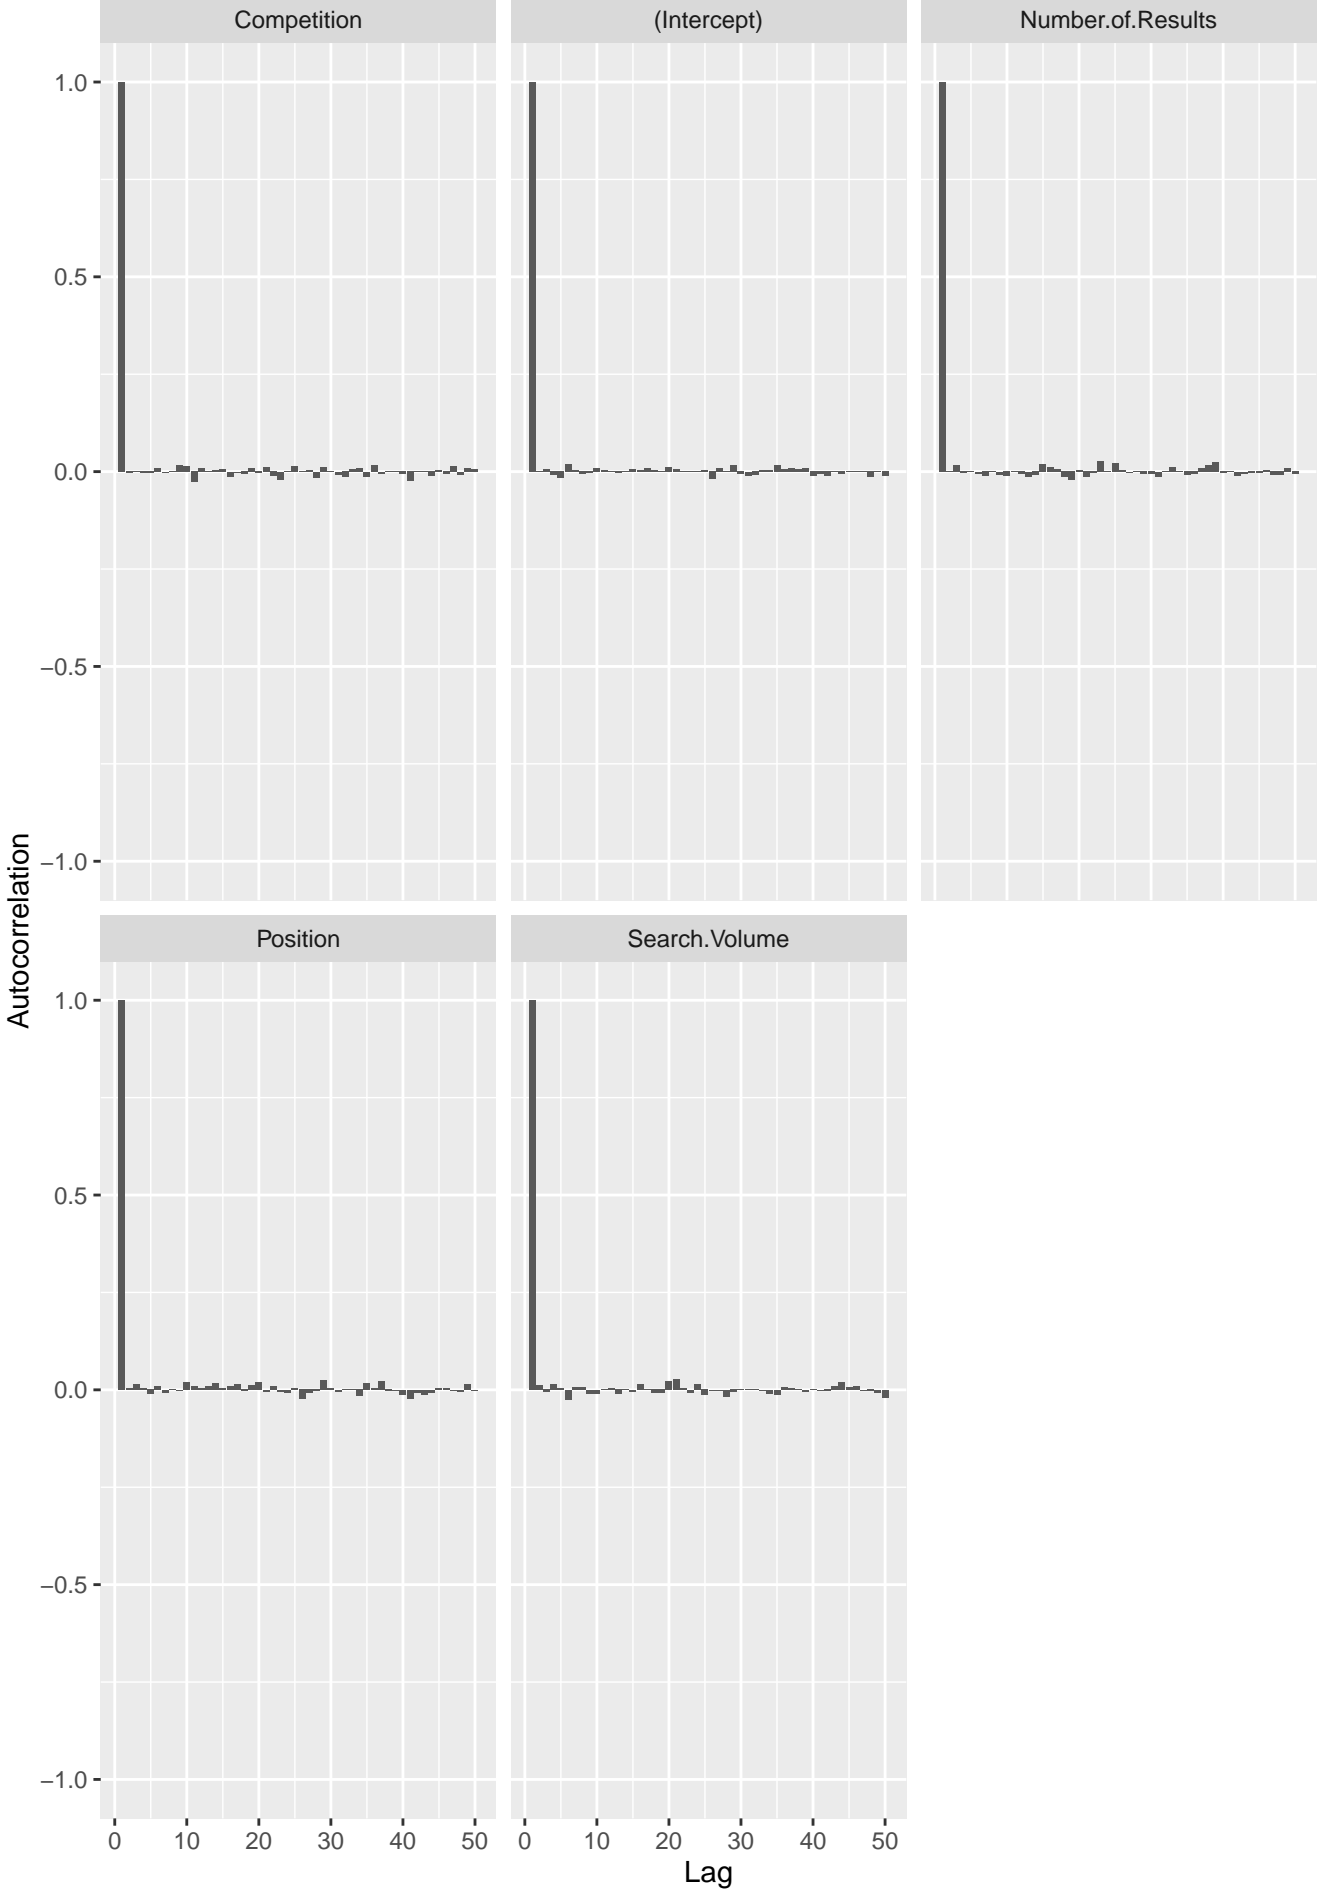 Competition (Intercept) Number.of.Results
1.0
0.5
0.0
−0.5
−1.0
Autocorrelation
Position Search.Volume
1.0
0.5
0.0
−0.5
−1.0
0 10 20 30 40 50 0 10 20 30 40 50
Lag